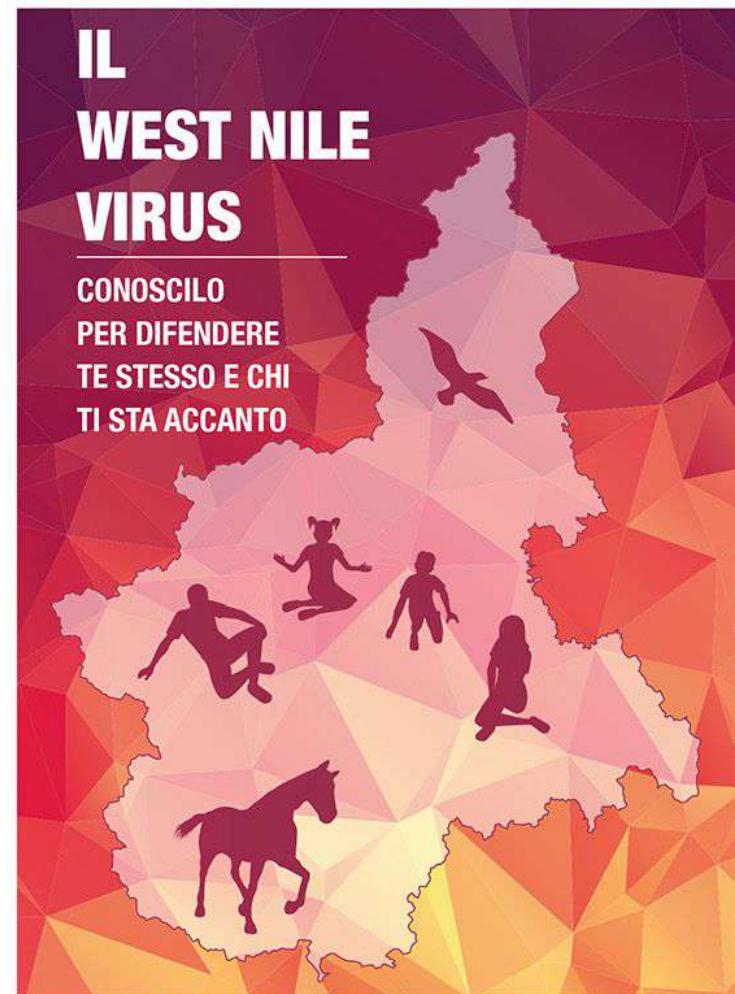 IL
WEST NILE
VIRUS
CONOSCILO
PER DIFENDERE
TE STESSO E CHI
TI STA ACCANTO